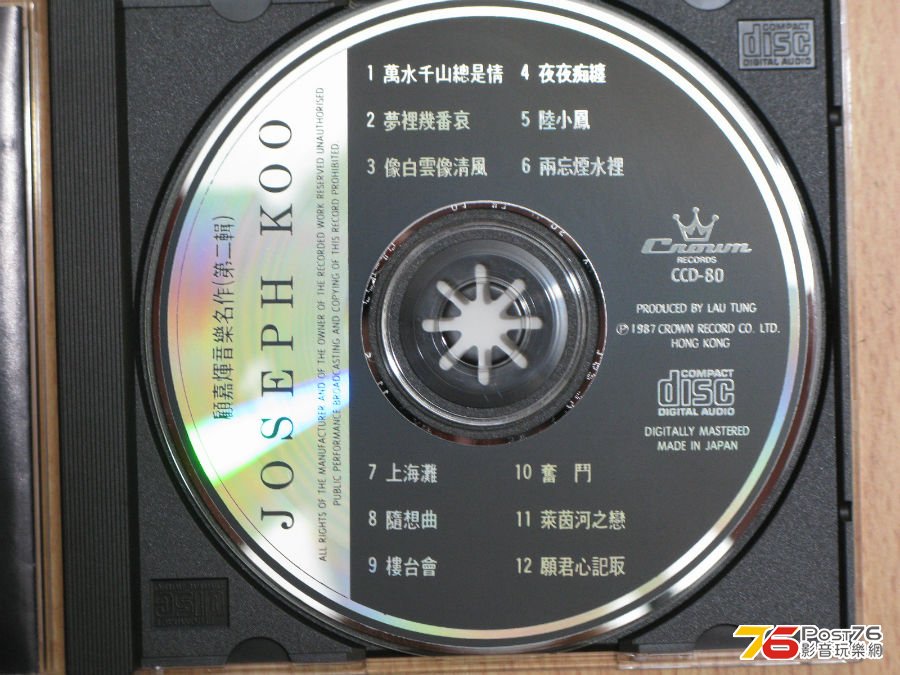 COMPACT
disc
DIGITAL AUDIO
1 萬水千山總是情
2 夢裡幾番哀
3 像白雲像清風
4 夜夜痴纏
5 陸小鳳
6 兩忘煙水裡
顧嘉煇音樂名作(第二輯)
JOSEPH KOO
ALL RIGHTS OF THE MANUFACTURER AND OF THE OWNER OF THE RECORDED WORK RESERVED UNAUTHORISED
PUBLIC PERFORMANCE BROADCASTING AND COPYING OF THIS RECORD PROHIBITED.
Crown
RECORDS
CCD-80
PRODUCED BY LAU TUNG
Ⓟ1987 CROWN RECORD CO. LTD.
HONG KONG
COMPACT
disc
DIGITAL AUDIO
DIGITALLY MASTERED
MADE IN JAPAN
7 上海灘
8 隨想曲
9 樓台會
10 奮 鬥
11 萊茵河之戀
12 願君心記取
disc
76 Post76
影音玩樂網